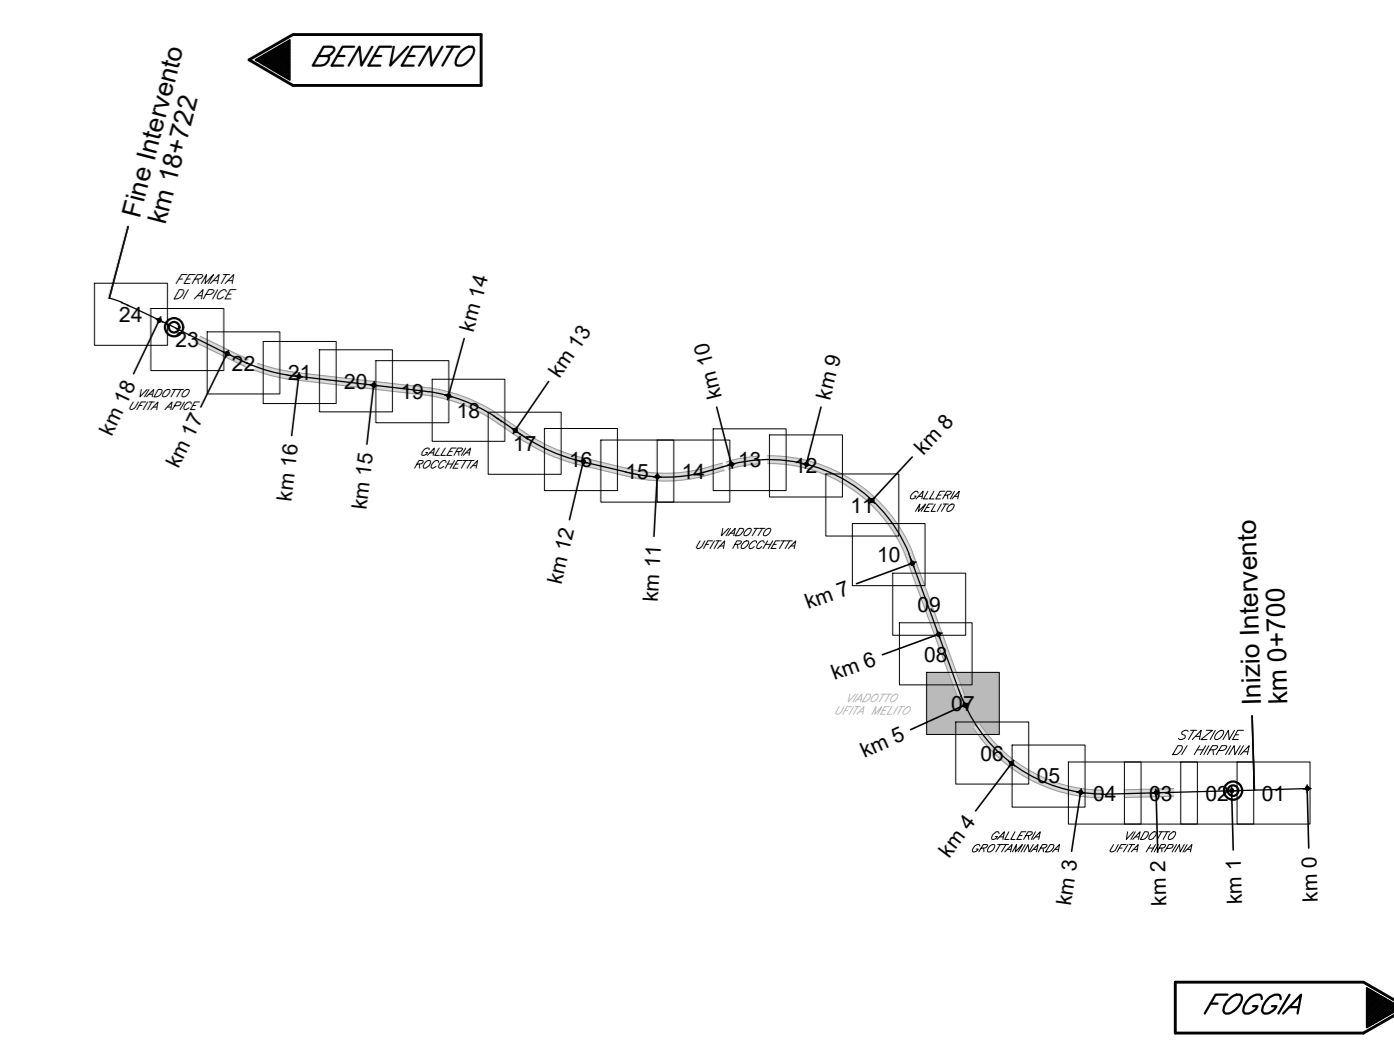 BENEVENTO
Fine Intervento
km 18+722
FERMATA
DI APICE
24
23
22
21
20
19
18
17
16
15
14
13
12
11
10
09
08
07
06
05
04
03
02
01
km 18
VIADOTTO
UFITA APICE
km 17
km 16
km 15
km 14
GALLERIA
ROCCHETTA
km 13
km 12
km 11
km 10
VIADOTTO
UFITA ROCCHETTA
km 9
km 8
GALLERIA
MELITO
km 7
km 6
VIADOTTO
UFITA MELITO
km 5
km 4
GALLERIA
GROTTAMINARDA
km 3
VIADOTTO
UFITA HIRPINIA
km 2
STAZIONE
DI HIRPINIA
km 1
Inizio Intervento
km 0+700
km 0
FOGGIA